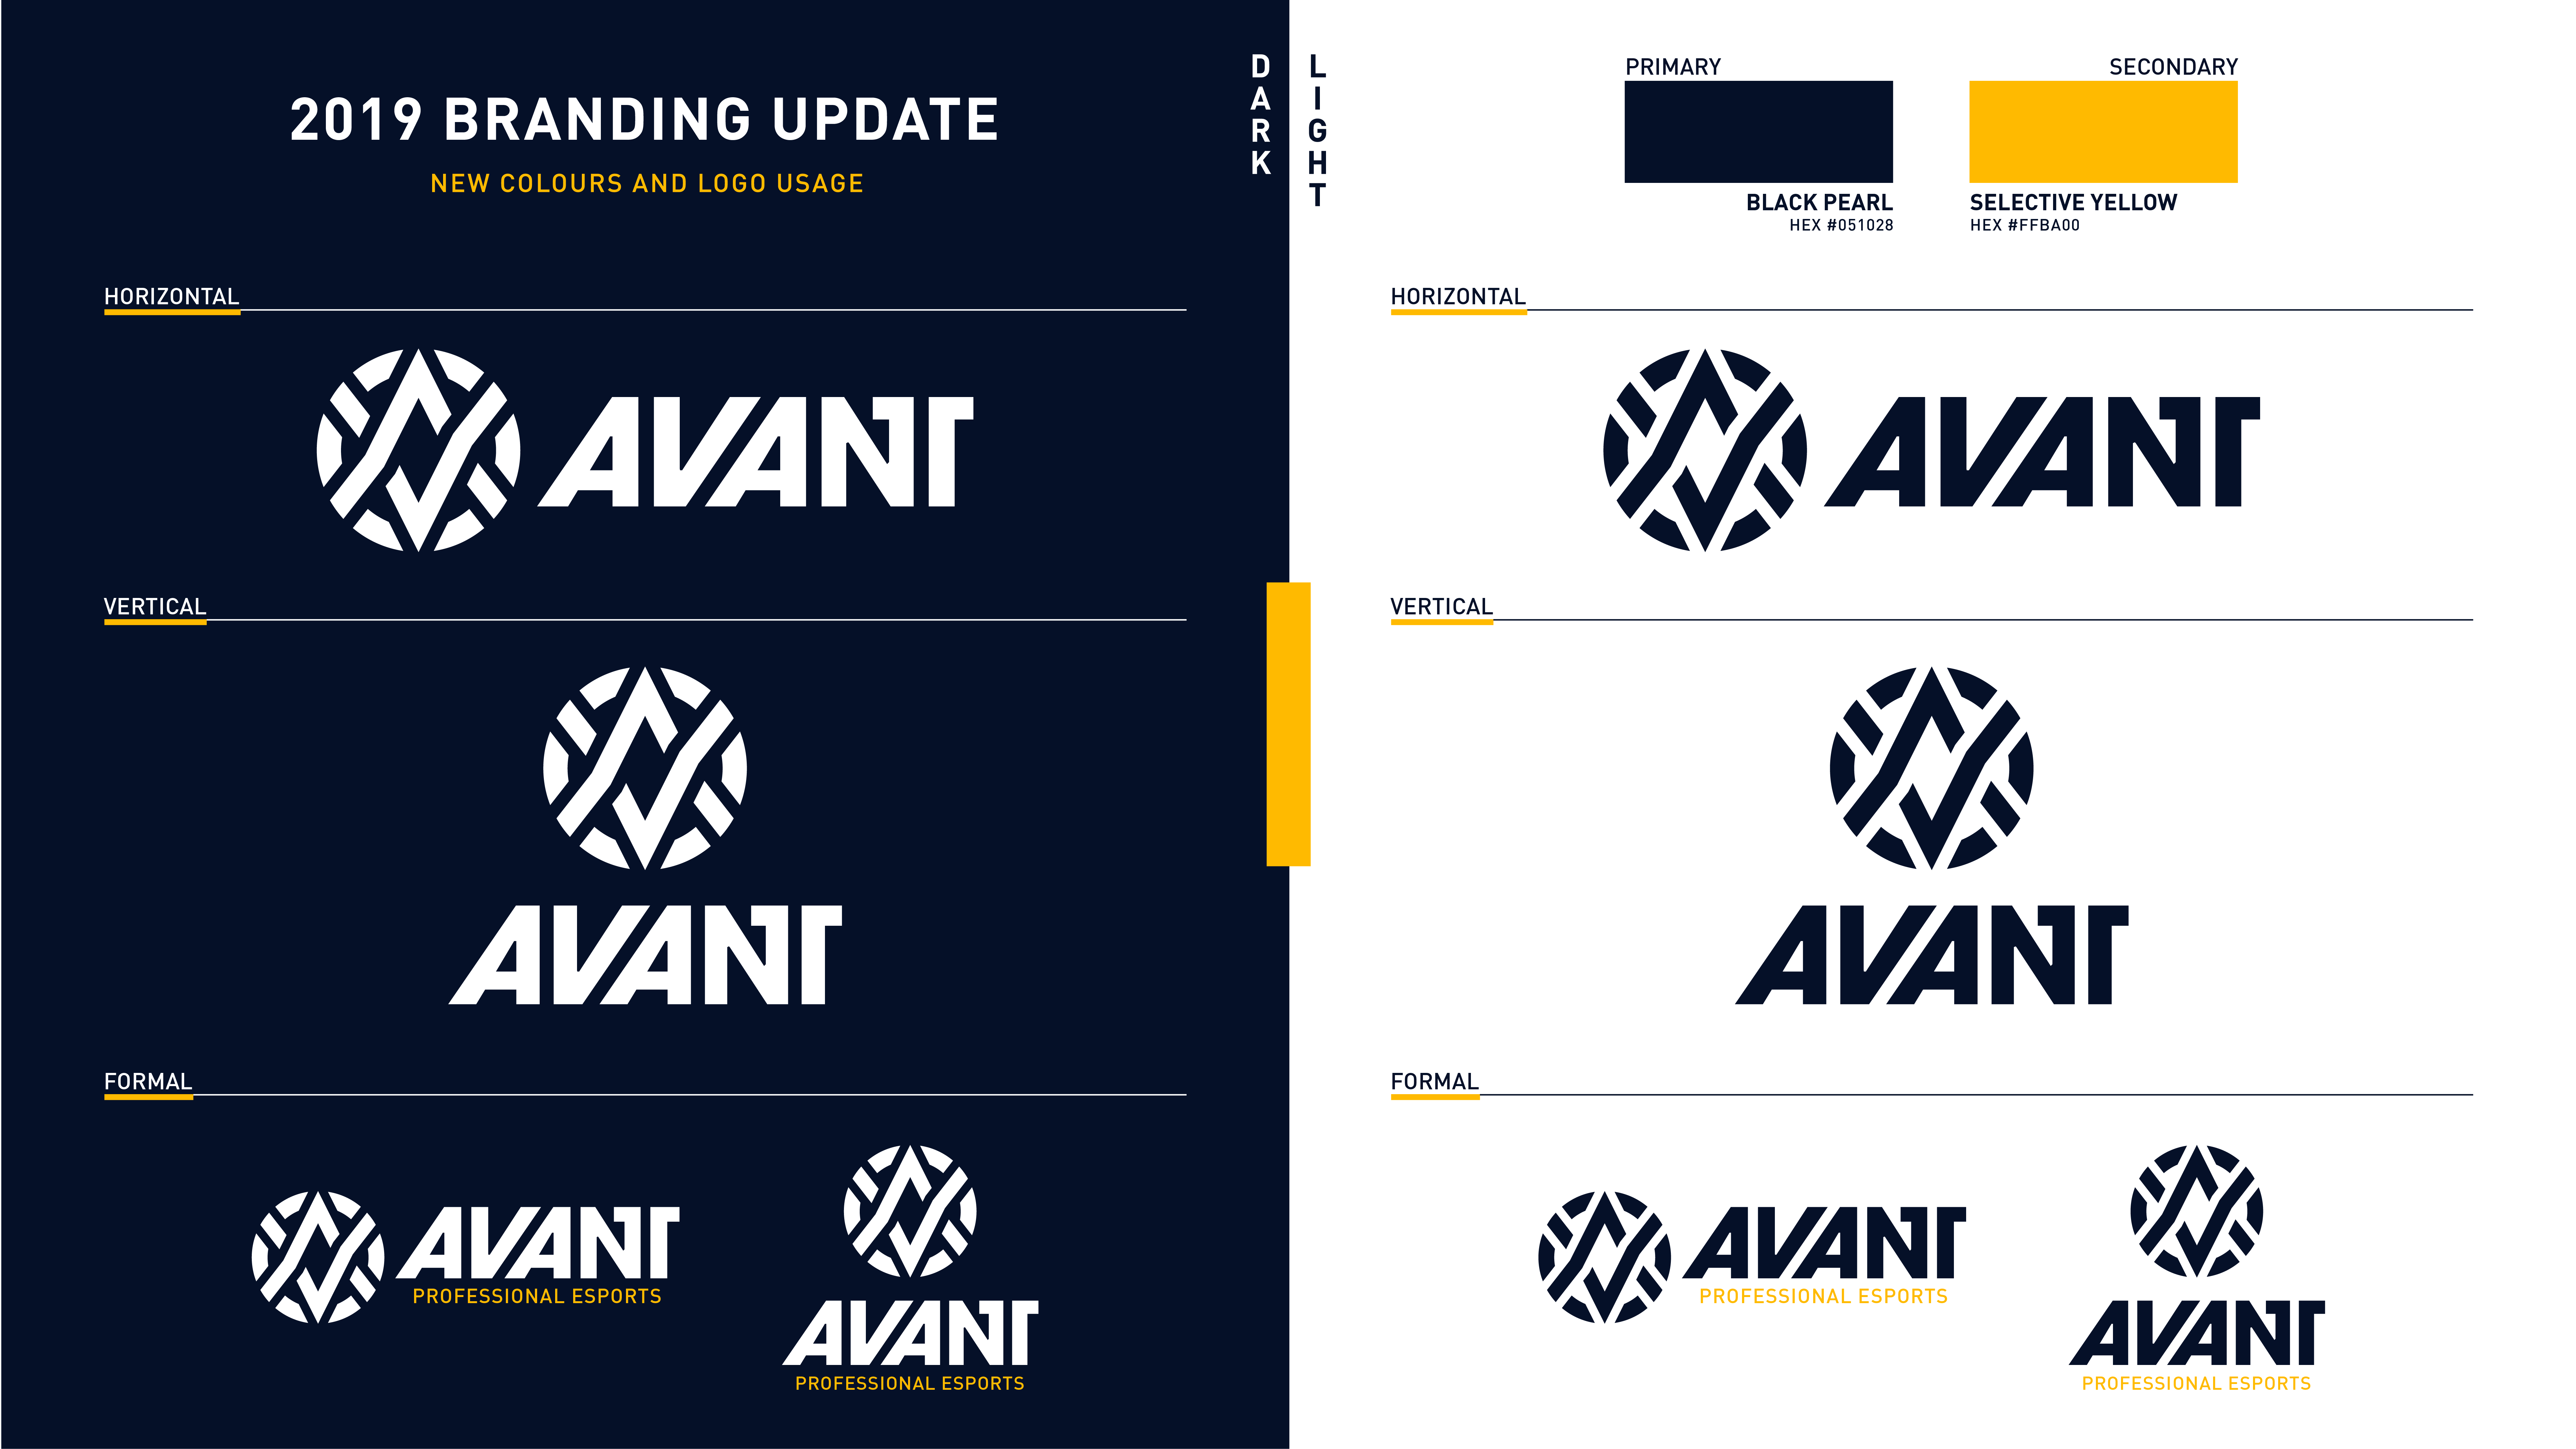 2019 BRANDING UPDATE
NEW COLOURS AND LOGO USAGE
DARK
HORIZONTAL
AVANT
VERTICAL
AVANT
FORMAL
AVANT
PROFESSIONAL ESPORTS
AVANT
PROFESSIONAL ESPORTS
LIGHT
PRIMARY
BLACK PEARL
HEX #051028
SECONDARY
SELECTIVE YELLOW
HEX #FFBA00
HORIZONTAL
AVANT
VERTICAL
AVANT
FORMAL
AVANT
PROFESSIONAL ESPORTS
AVANT
PROFESSIONAL ESPORTS